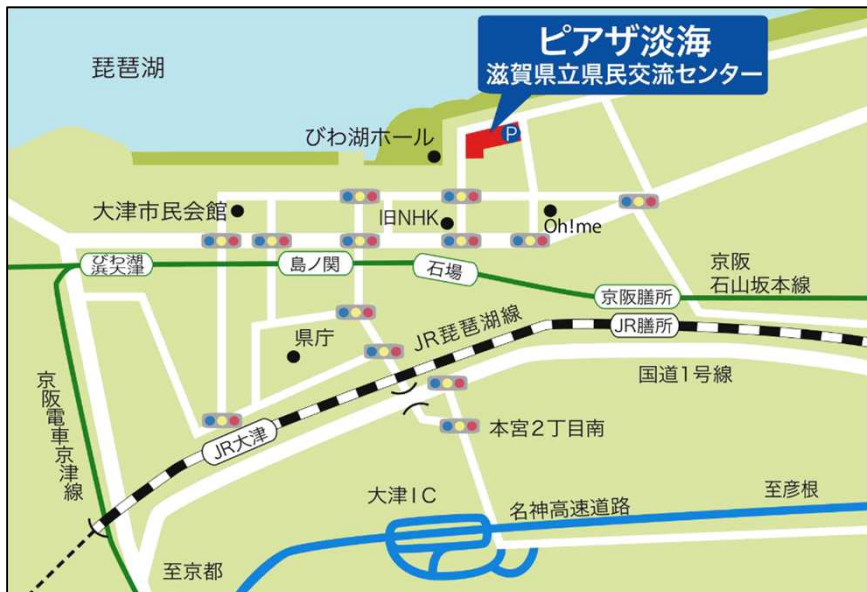 ピアザ淡海
滋賀県立県民交流センター
琵琶湖
P
びわ湖ホール
大津市民会館
旧NHK
Oh!me
びわ湖
浜大津
島ノ関
石場
京阪膳所
京阪
石山坂本線
JR琵琶湖線
JR膳所
県庁
国道1号線
京阪電車京津線
JR大津
本宮2丁目南
大津IC
名神高速道路
至彦根
至京都